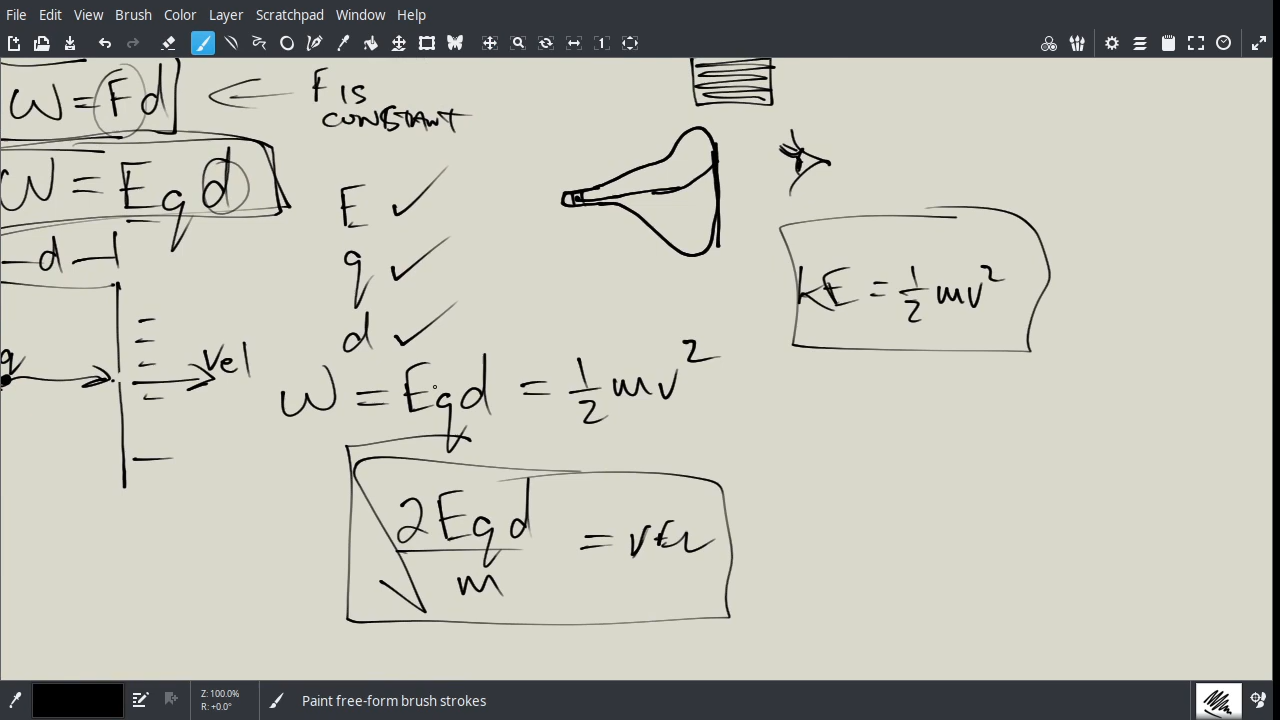 File Edit View Brush Color Layer Scratchpad Window Help
1
W = Fd
F IS
CONSTANT
W = Eqd
E ✓
q ✓
d ✓
d
KE = 1/2 mv²
q
Vel
W = Eqd = 1/2 mv²
√(2Eqd/m) = VEL
Z: 100.0%
R: +0.0°
Paint free-form brush strokes